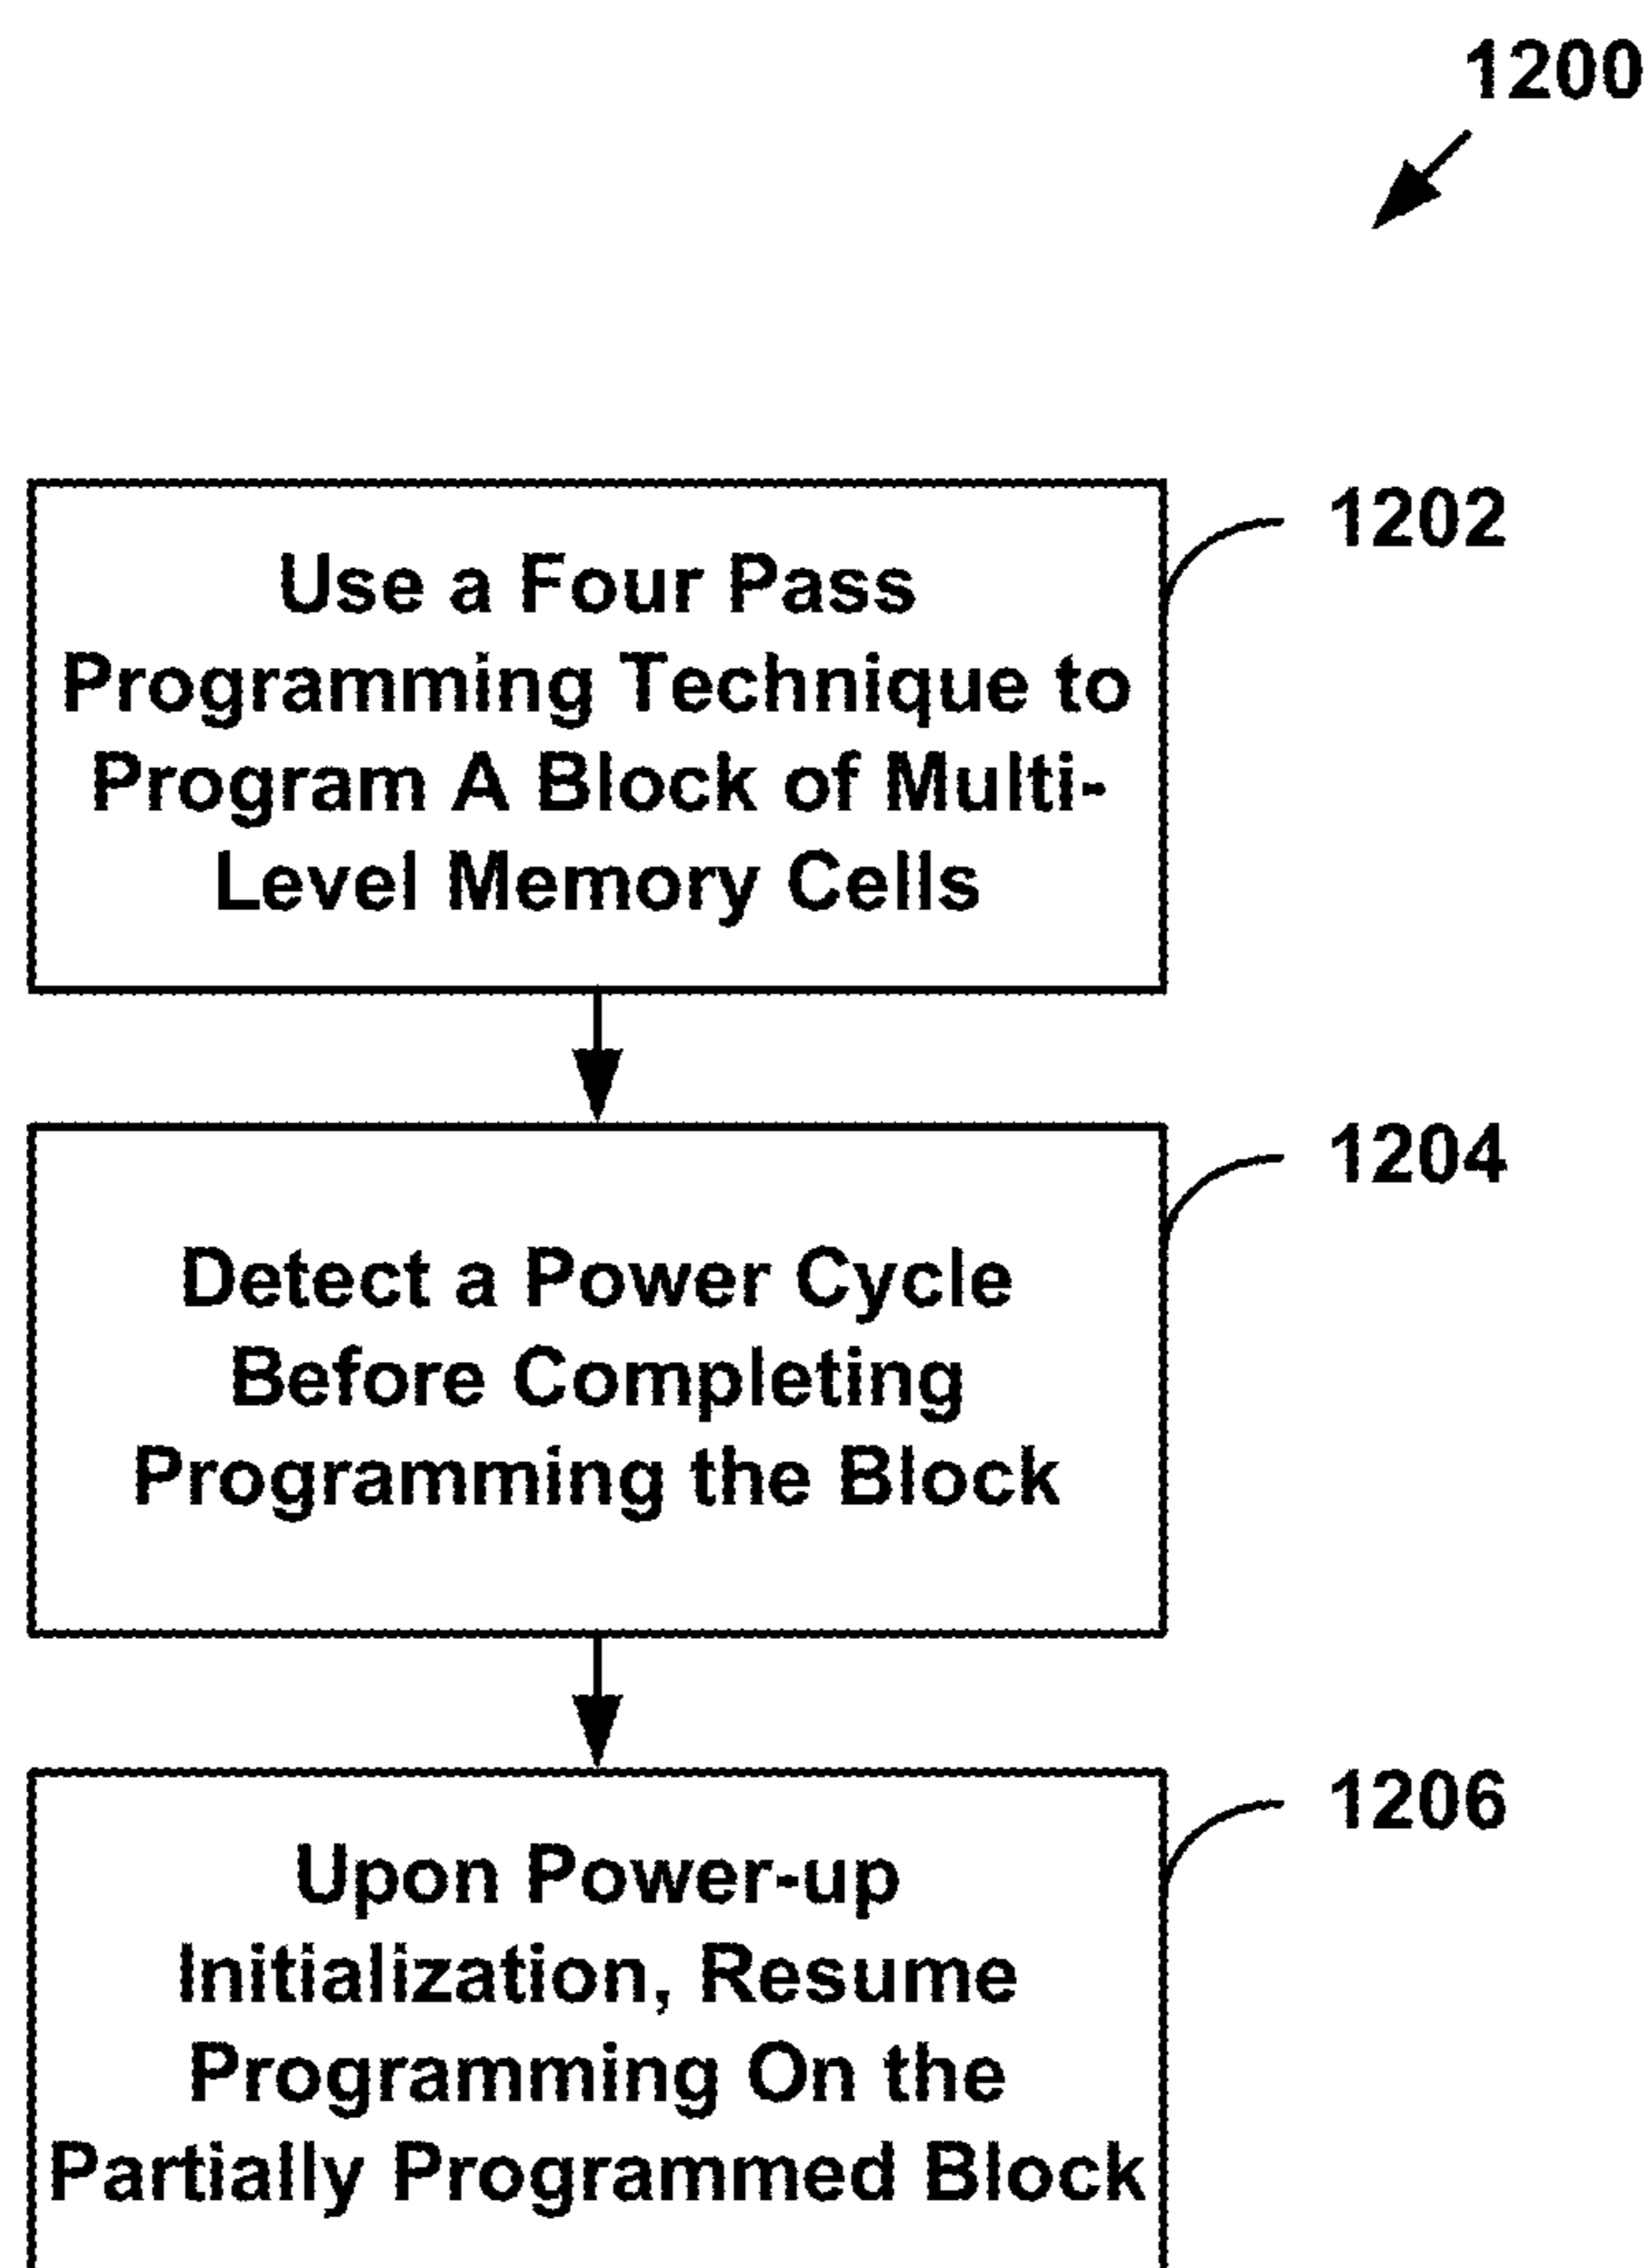 1200
Use a Four Pass
Programming Technique to
Program A Block of Multi-
Level Memory Cells
1202
Detect a Power Cycle
Before Completing
Programming the Block
1204
Upon Power-up
Initialization, Resume
Programming On the
Partially Programmed Block
1206